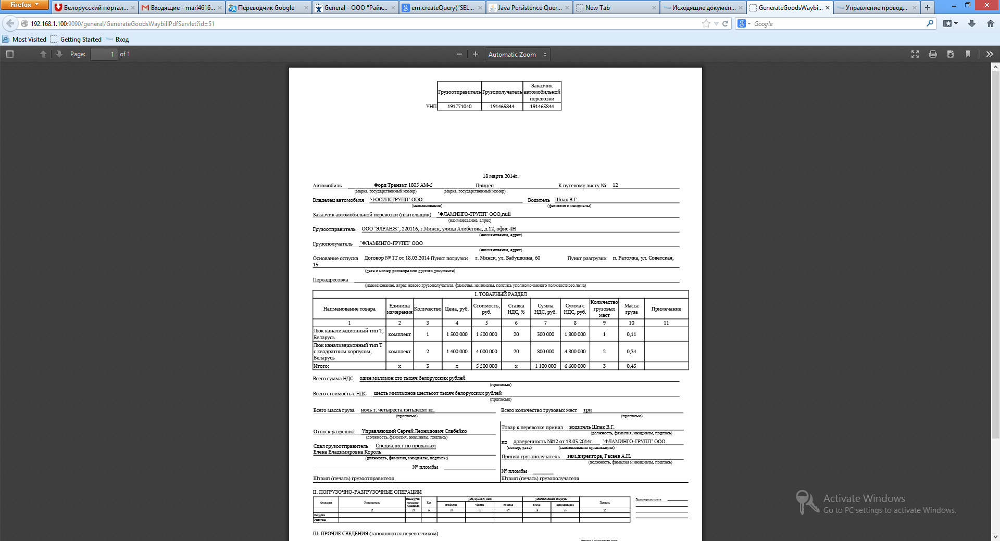 Firefox
Белорусский портал...
Входящие - mari4616...
Переводчик Google
General - ООО "Райк...
em.createQuery("SEL...
Java Persistence Quer...
New Tab
Исходящие докумен...
GenerateGoodsWaybi...
Управление провод...
192.168.1.100:9090/general/GenerateGoodsWaybillPdfServlet?id=51
Google
Most Visited Getting Started Вход
Page: 1 of 1
Automatic Zoom
Грузоотправитель Грузополучатель Заказчик автомобильной перевозки
УНП 191771040 191465844 191465844
18 марта 2014г.
Автомобиль Форд Транзит 1805 АМ-5 Прицеп К путевому листу № 12
(марка, государственный номер) (марка, государственный номер)
Владелец автомобиля "ФОСИЛСГРУПП" ООО Водитель Шпак В.Г.
(наименование) (фамилия и инициалы)
Заказчик автомобильной перевозки (плательщик) "ФЛАМИНГО-ГРУПП" ООО,null
(наименование, адрес)
Грузоотправитель ООО "ЭЛРАНЖ", 220116, г.Минск, улица Алибегова, д.12, офис 4Н
(наименование, адрес)
Грузополучатель "ФЛАМИНГО-ГРУПП" ООО
(наименование, адрес)
Основание отпуска Договор № 1Т от 18.03.2014 Пункт погрузки г. Минск, ул. Бабушкина, 60 Пункт разгрузки п. Ратомка, ул. Советская,
15
(дата и номер договора или другого документа)
Переадресовка
(наименование, адрес нового грузополучателя, фамилия, инициалы, подпись уполномоченного должностного лица)
I. ТОВАРНЫЙ РАЗДЕЛ
Наименование товара Единица измерения Количество Цена, руб. Стоимость, руб. Ставка НДС, % Сумма НДС, руб. Сумма с НДС, руб. Количество грузовых мест Масса груза Примечание
1 2 3 4 5 6 7 8 9 10 11
Люк канализационный тип Т, Беларусь комплект 1 1 500 000 1 500 000 20 300 000 1 800 000 1 0,11
Люк канализационный тип Т с квадратным корпусом, Беларусь комплект 2 1 400 000 4 000 000 20 800 000 4 800 000 2 0,34
Итого: х 3 х 5 500 000 х 1 100 000 6 600 000 3 0,45
Всего сумма НДС один миллион сто тысяч белорусских рублей
(прописью)
Всего стоимость с НДС шесть миллионов шестьсот тысяч белорусских рублей
(прописью)
Всего масса груза ноль т. четыреста пятьдесят кг. Всего количество грузовых мест три
(прописью) (прописью)
Отпуск разрешил Управляющий Сергей Леонидович Слабейко
(должность, фамилия, инициалы, подпись)
Сдал грузоотправитель Специалист по продажам
Елена Владимировна Король
(должность, фамилия, инициалы, подпись;)
№ пломбы
Штамп (печать) грузоотправителя
Товар к перевозке принял водитель Шпак В.Г.
(должность, фамилия, инициалы, подпись)
по доверенность №12 от 18.03.2014г. "ФЛАМИНГО-ГРУПП" ООО
(номер, дата) (наименование организации)
Принял грузополучатель зам.директора, Расаев А.Н.
(должность, фамилия и инициалы, подпись)
№ пломбы
Штамп (печать) грузополучателя
II. ПОГРУЗОЧНО-РАЗГРУЗОЧНЫЕ ОПЕРАЦИИ
Операция Исполнитель Код Дата, время (ч, мин) Дополнительные операции Подпись Транспортные услуги
прибытия убытия простоя время наименование
12 13 14 15 16 17 18 19 20
Погрузка
Разгрузка
III. ПРОЧИЕ СВЕДЕНИЯ (заполняются перевозчиком)
Activate Windows
Go to PC settings to activate Windows.